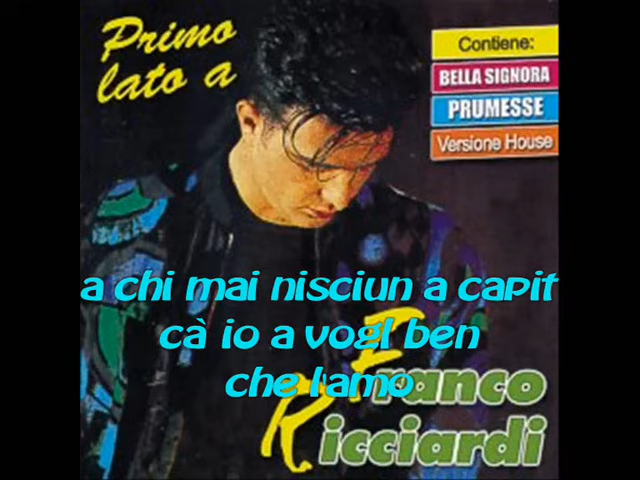 Primo
lato a
Contiene:
BELLA SIGNORA
PRUMESSE
Versione House
a chi mai nisciun a capit
cà io a vogl ben
che l'amo
Franco
Ricciardi